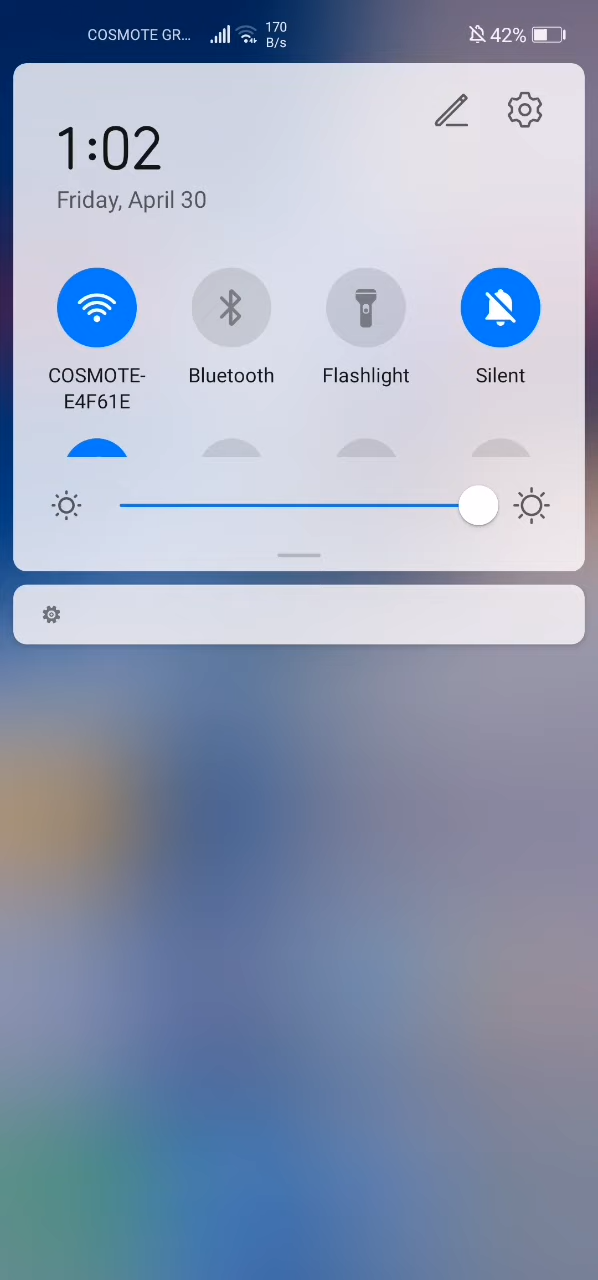 COSMOTE GR...
170
B/s
42%
1:02
Friday, April 30
COSMOTE-
E4F61E
Bluetooth
Flashlight
Silent